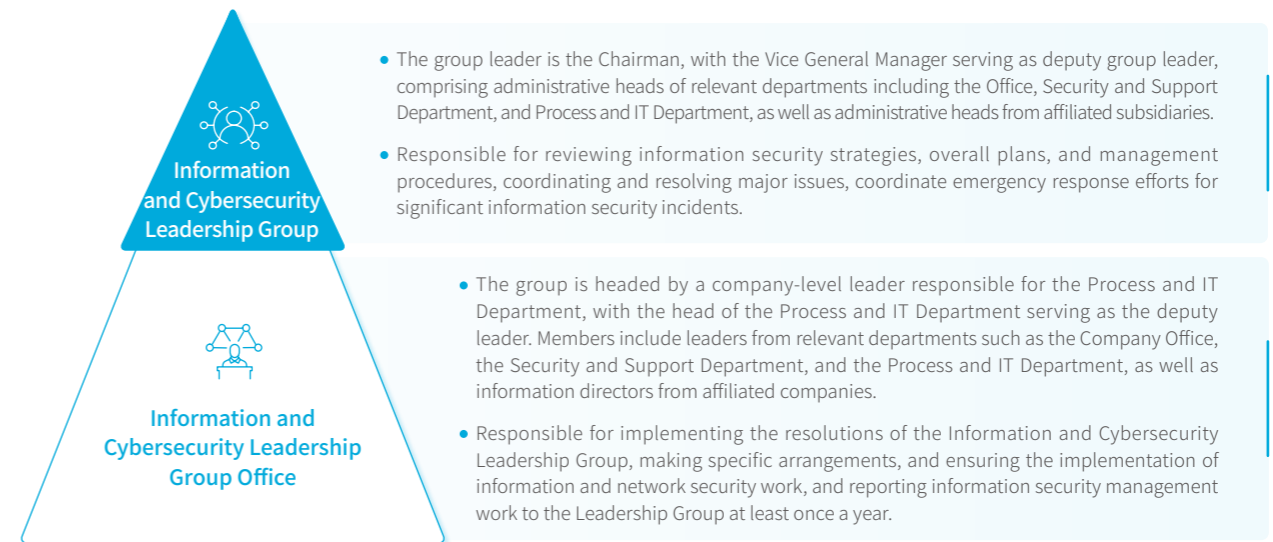 Information
and Cybersecurity
Leadership Group
• The group leader is the Chairman, with the Vice General Manager serving as deputy group leader,
comprising administrative heads of relevant departments including the Office, Security and Support
Department, and Process and IT Department, as well as administrative heads from affiliated subsidiaries.
• Responsible for reviewing information security strategies, overall plans, and management
procedures, coordinating and resolving major issues, coordinate emergency response efforts for
significant information security incidents.
Information and
Cybersecurity Leadership
Group Office
• The group is headed by a company-level leader responsible for the Process and IT
Department, with the head of the Process and IT Department serving as the deputy
leader. Members include leaders from relevant departments such as the Company Office,
the Security and Support Department, and the Process and IT Department, as well as
information directors from affiliated companies.
• Responsible for implementing the resolutions of the Information and Cybersecurity
Leadership Group, making specific arrangements, and ensuring the implementation of
information and network security work, and reporting information security management
work to the Leadership Group at least once a year.